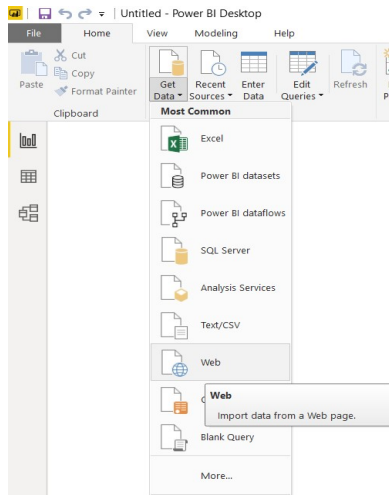 Untitled - Power BI Desktop
File Home View Modeling Help
Paste
Cut
Copy
Format Painter
Clipboard
Get Data
Recent Sources
Enter Data
Edit Queries
Refresh
Most Common
Excel
Power BI datasets
Power BI dataflows
SQL Server
Analysis Services
Text/CSV
Web
Web
Import data from a Web page.
Blank Query
More...